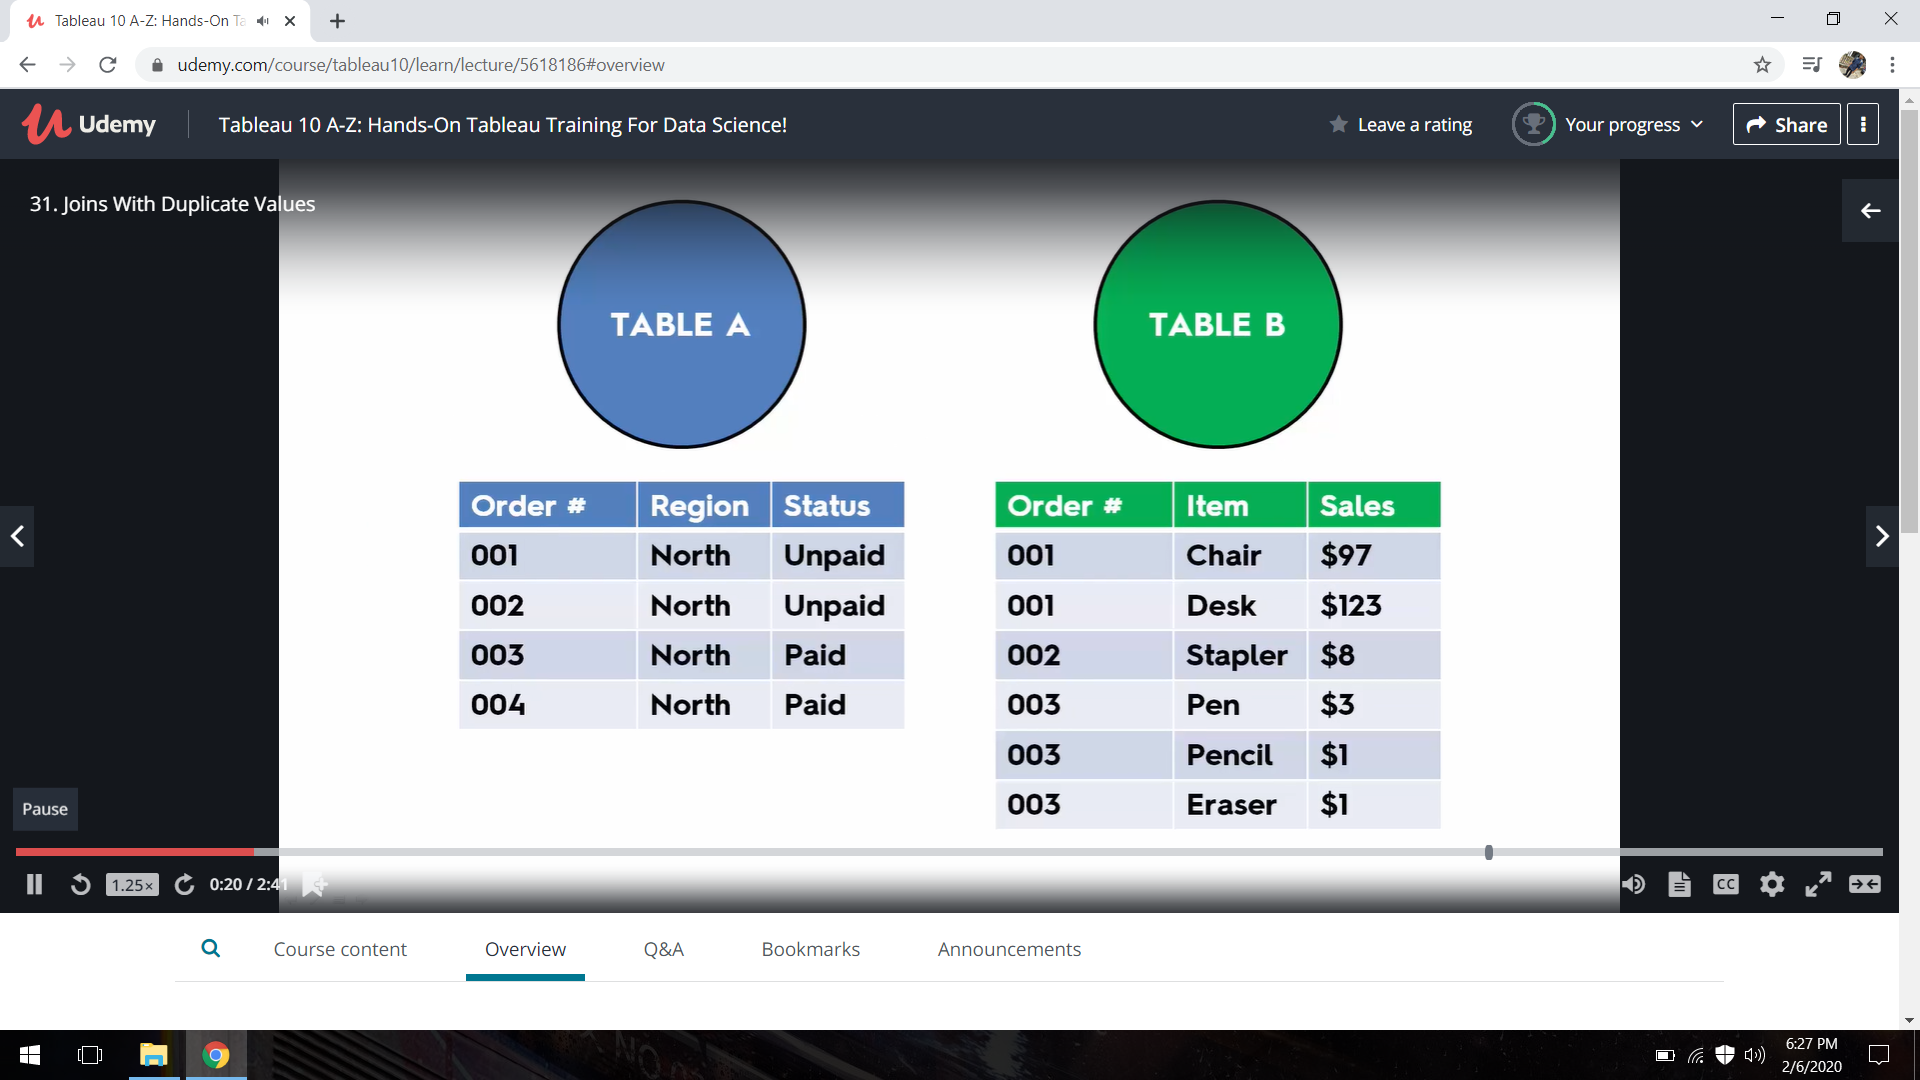 Tableau 10 A-Z: Hands-On Ta
udemy.com/course/tableau10/learn/lecture/5618186#overview
Udemy
Tableau 10 A-Z: Hands-On Tableau Training For Data Science!
Leave a rating
Your progress
Share
31. Joins With Duplicate Values
TABLE A
TABLE B
Order # Region Status
001 North Unpaid
002 North Unpaid
003 North Paid
004 North Paid
Order # Item Sales
001 Chair $97
001 Desk $123
002 Stapler $8
003 Pen $3
003 Pencil $1
003 Eraser $1
Pause
1.25×
0:20 / 2:41
CC
Course content
Overview
Q&A
Bookmarks
Announcements
6:27 PM
2/6/2020